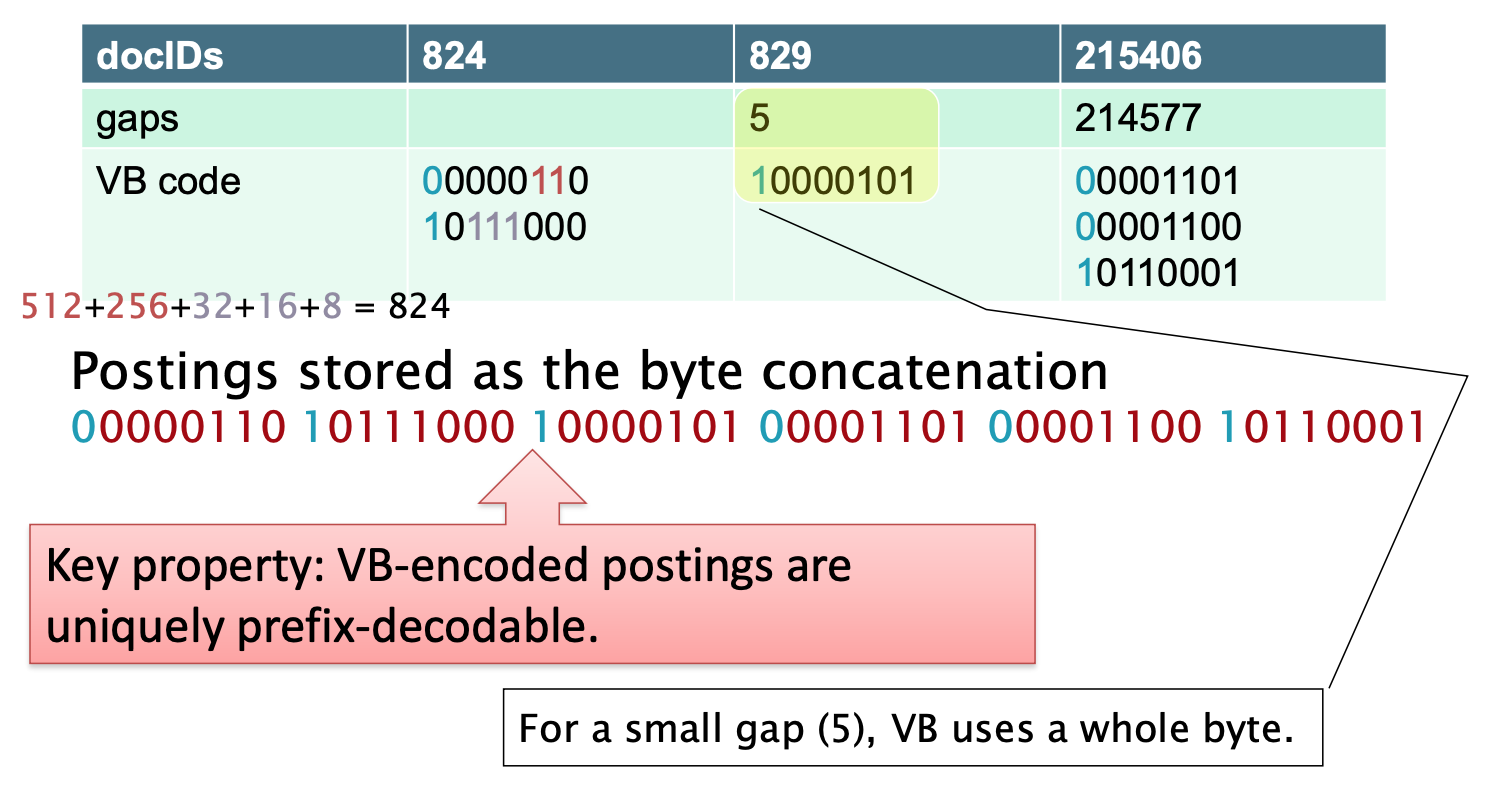 docIDs 824 829 215406
gaps 5 214577
VB code 00000110 10000101 00001101
10111000 00001100
10110001
512+256+32+16+8 = 824
Postings stored as the byte concatenation
00000110 10111000 10000101 00001101 00001100 10110001
Key property: VB-encoded postings are
uniquely prefix-decodable.
For a small gap (5), VB uses a whole byte.